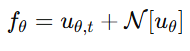 f_θ = u_{θ,t} + 𝒩[u_θ]